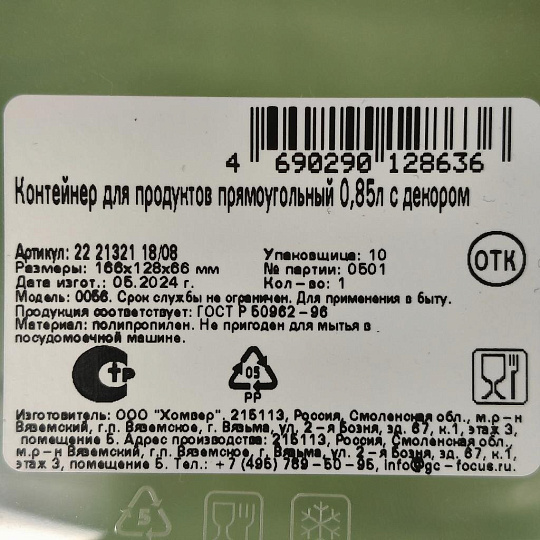 4 690290 128636
Контейнер для продуктов прямоугольный 0,85л с декором
Артикул: 22 21321 18/08
Упаковщица: 10
Размеры: 166х128х66 мм
№ партии: 0501
Дата изгот.: 05.2024 г.
Кол-во: 1
ОТК
Модель: 0056. Срок службы не ограничен. Для применения в быту.
Продукция соответствует: ГОСТ Р 50962-96
Материал: полипропилен. Не пригоден для мытья в
посудомоечной машине.
05
PP
Изготовитель: ООО "Хомвер", 215113, Россия, Смоленская обл., м.р-н
Вяземский, г.п. Вяземское, г. Вязьма, ул. 2-я Бозня, зд. 67, к.1, этаж 3,
помещение 5. Адрес производства: 215113, Россия, Смоленская обл.,
м.р-н Вяземский, г.п. Вяземское, г. Вязьма, ул. 2-я Бозня, зд. 67, к.1,
этаж 3, помещение 5. Тел.: +7 (495) 789-50-95, info@gc-focus.ru.
5